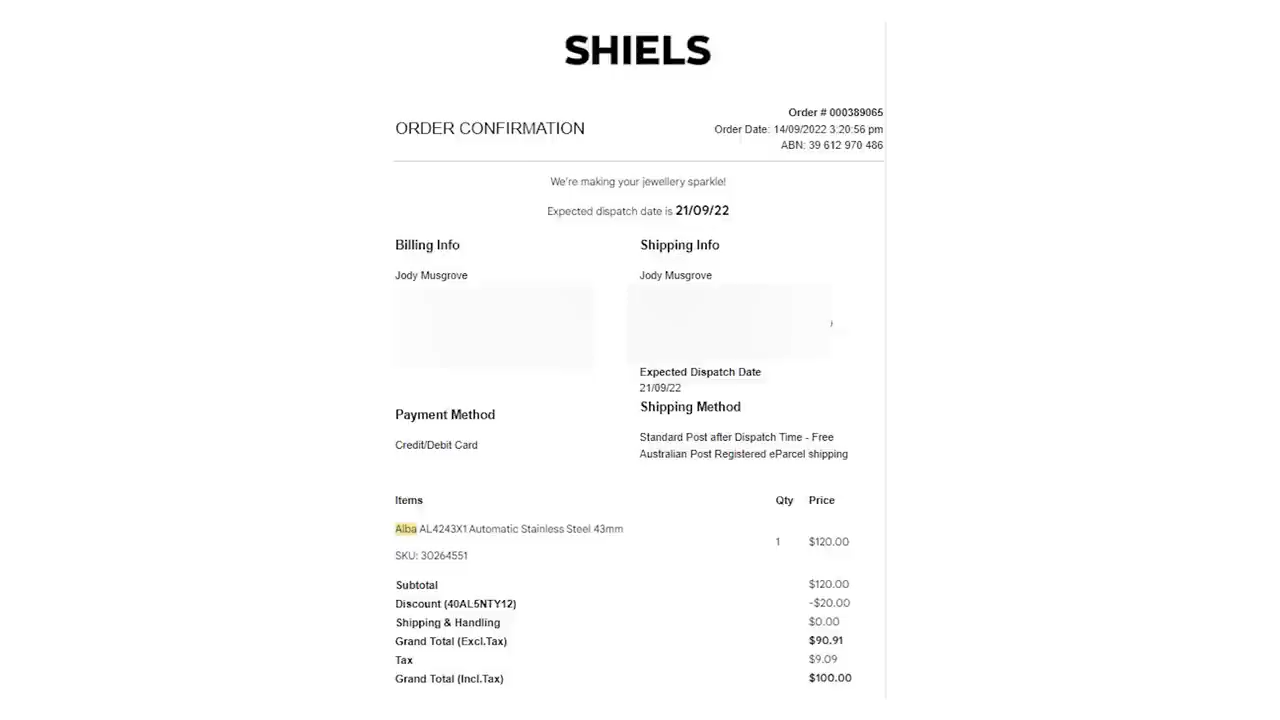 SHIELS
ORDER CONFIRMATION
Order # 000389065
Order Date: 14/09/2022 3:20:56 pm
ABN: 39 612 970 486
We're making your jewellery sparkle!
Expected dispatch date is 21/09/22
Billing Info
Jody Musgrove
Shipping Info
Jody Musgrove
Expected Dispatch Date
21/09/22
Payment Method
Credit/Debit Card
Shipping Method
Standard Post after Dispatch Time - Free
Australian Post Registered eParcel shipping
Items Qty Price
Alba AL4243X1 Automatic Stainless Steel 43mm
SKU: 30264551
1 $120.00
Subtotal $120.00
Discount (40AL5NTY12) -$20.00
Shipping & Handling $0.00
Grand Total (Excl.Tax) $90.91
Tax $9.09
Grand Total (Incl.Tax) $100.00